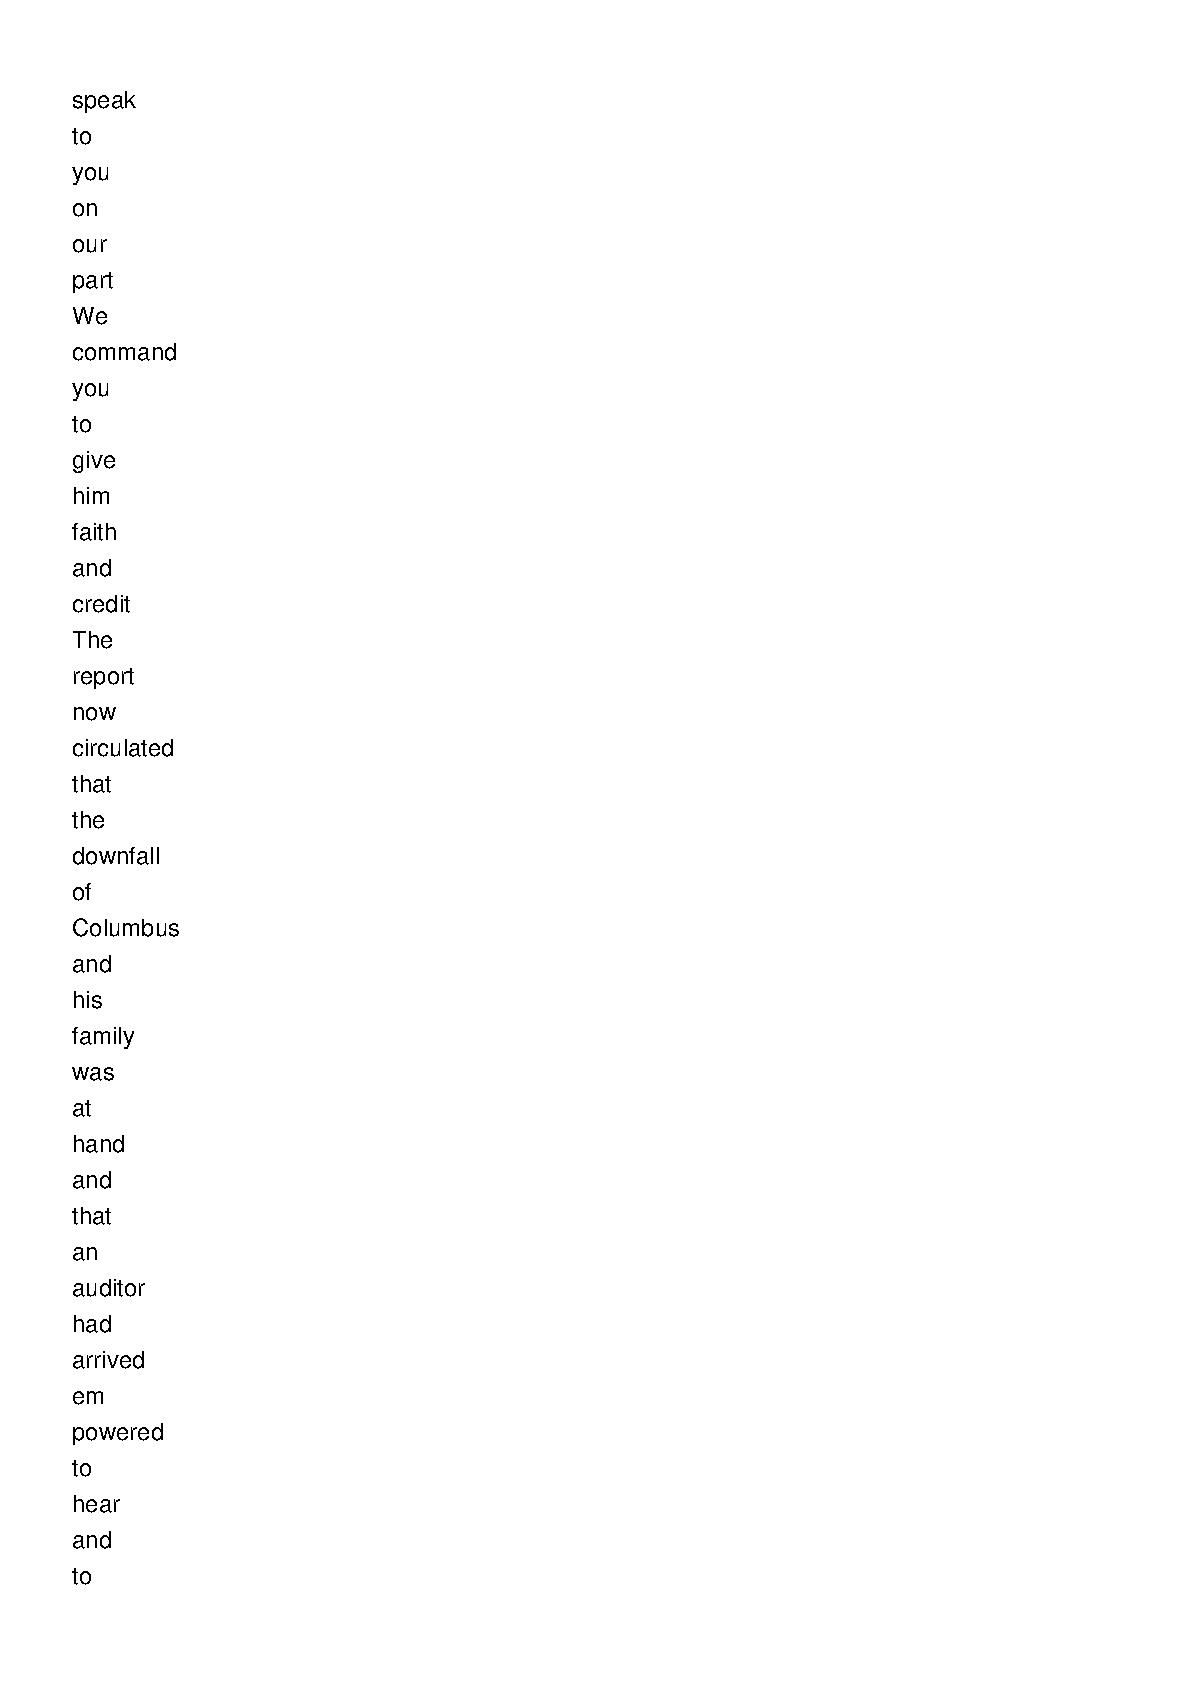 speak
to
you
on
our
part
We
command
you
to
give
him
faith
and
credit
The
report
now
circulated
that
the
downfall
of
Columbus
and
his
family
was
at
hand
and
that
an
auditor
had
arrived
em
powered
to
hear
and
to